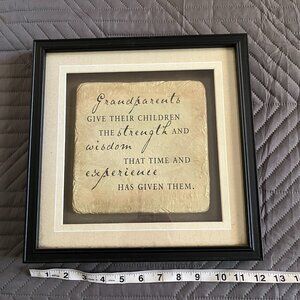 Grandparents
GIVE THEIR CHILDREN
THE strength AND
wisdom
THAT TIME AND
experience
HAS GIVEN THEM.
1 2 3 4 5 6 7 8 9 10 11 12 13 1